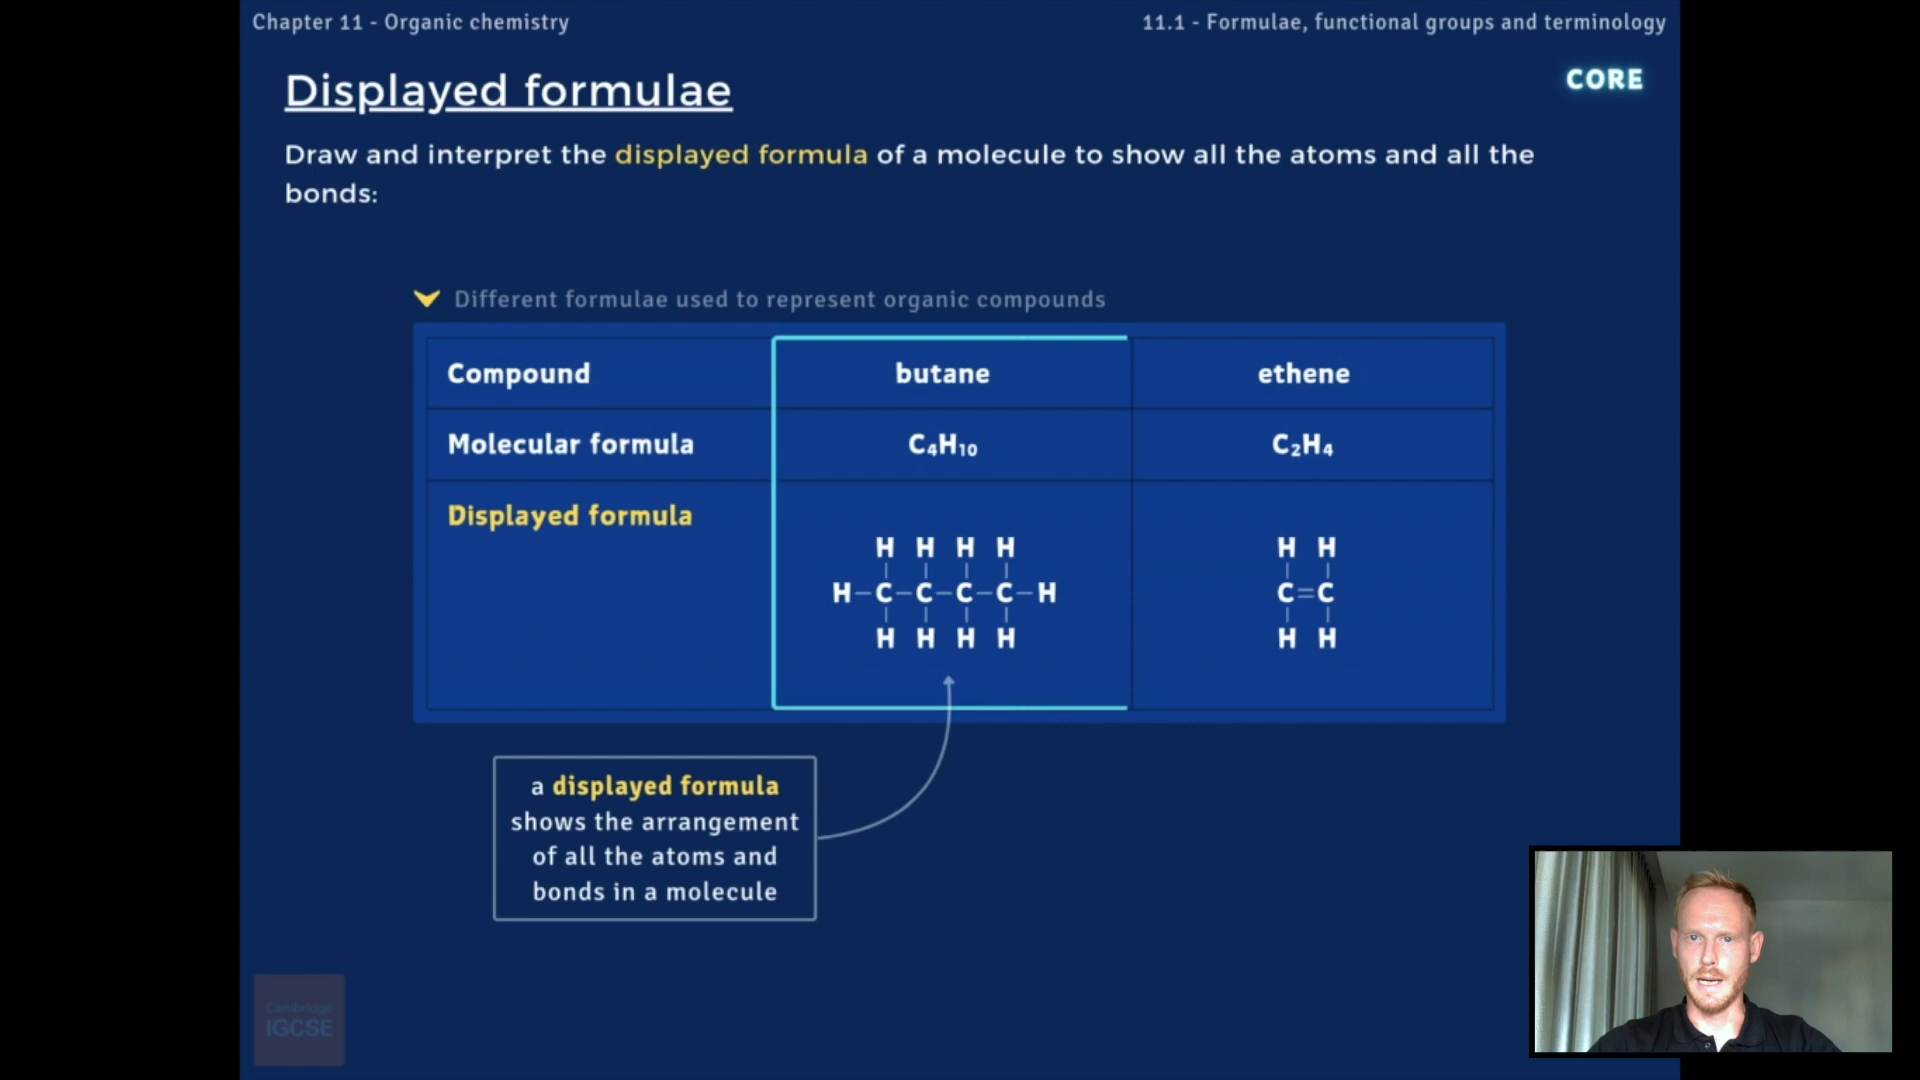 Chapter 11 - Organic chemistry
11.1 - Formulae, functional groups and terminology
Displayed formulae
CORE
Draw and interpret the displayed formula of a molecule to show all the atoms and all the
bonds:
Different formulae used to represent organic compounds
Compound butane ethene
Molecular formula C₄H₁₀ C₂H₄
Displayed formula
H H H H
H–C–C–C–C–H
H H H H
H H
C=C
H H
a displayed formula
shows the arrangement
of all the atoms and
bonds in a molecule
Cambridge
IGCSE